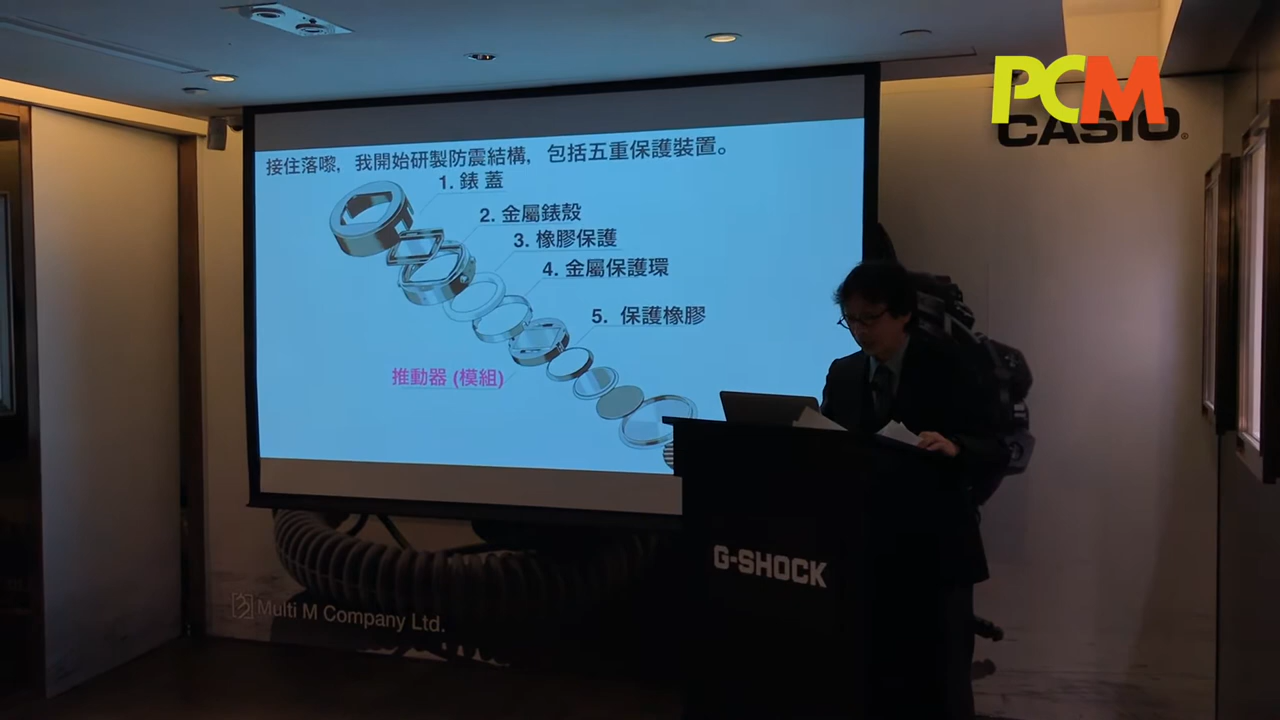 PCM
CASIO
接住落嚟，我開始研製防震結構，包括五重保護裝置。
1. 錶 蓋
2. 金屬錶殼
3. 橡膠保護
4. 金屬保護環
5. 保護橡膠
推動器 (模組)
G-SHOCK
Multi M Company Ltd.